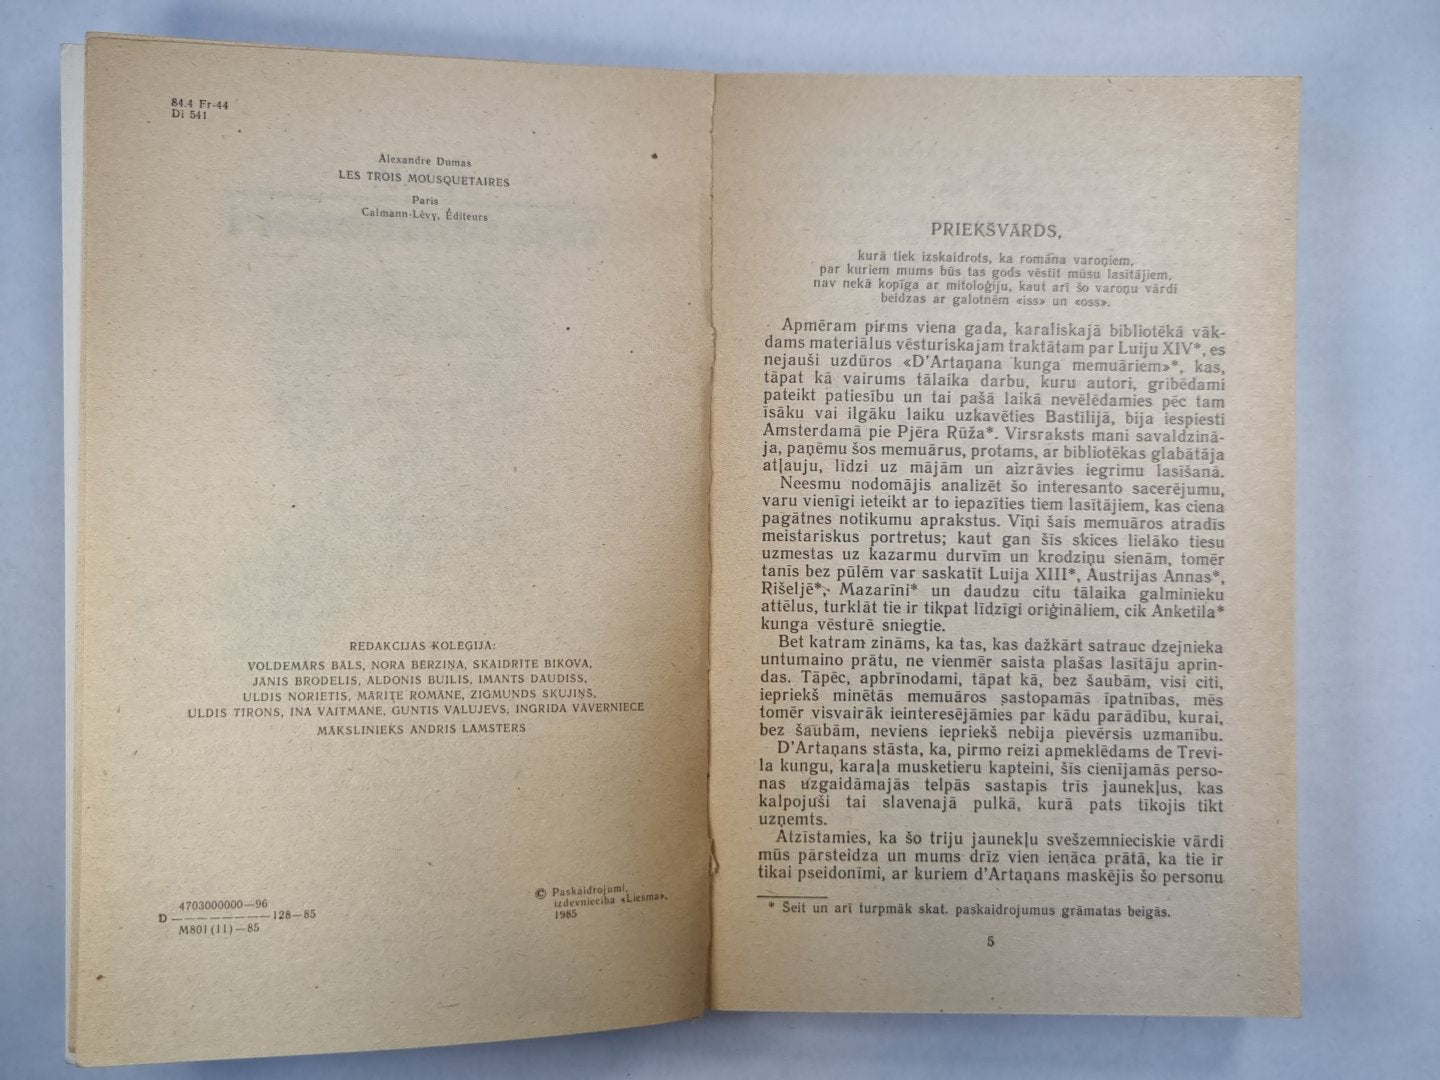 84.4 Fr-44
Di 541
Alexandre Dumas
LES TROIS MOUSQUETAIRES
Paris
Calmann-Lévy, Éditeurs
REDAKCIJAS KOLĒĢIJA:
VOLDEMĀRS BĀLS, NORA BĒRZIŅA, SKAIDRĪTE BIKOVA,
JĀNIS BRODELIS, ALDONIS BUILIS, IMANTS DAUDIŠS,
ULDIS NORIETIS, MĀRĪTE ROMĀNE, ZIGMUNDS SKUJIŅŠ,
ULDIS TĪRONS, INA VAITMANE, GUNTIS VALUJEVS, INGRĪDA VĀVERNIECE
MĀKSLINIEKS ANDRIS LAMSTERS
4703000000—96
D ———————— 128—85
M801(11)—85
© Paskaidrojumi,
izdevniecība «Liesma»,
1985
PRIEKŠVĀRDS,
kurā tiek izskaidrots, ka romāna varoņiem,
par kuriem mums būs tas gods vēstīt mūsu lasītājiem,
nav nekā kopīga ar mitoloģiju, kaut arī šo varoņu vārdi
beidzas ar galotnēm «iss» un «oss».
Apmēram pirms viena gada, karaliskajā bibliotēkā vāk-
dams materiālus vēsturiskajam traktātam par Luiju XIV*, es
nejauši uzdūros «D'Artaņana kunga memuāriem»*, kas,
tāpat kā vairums tālaika darbu, kuru autori, gribēdami
pateikt patiesību un tai pašā laikā nevēlēdamies pēc tam
īsāku vai ilgāku laiku uzkavēties Bastīlijā, bija iespiesti
Amsterdamā pie Pjēra Rūža*. Virsraksts mani savaldzinā-
ja, paņēmu šos memuārus, protams, ar bibliotēkas glabātāja
atļauju, līdzi uz mājām un aizrāvies iegrimu lasīšanā.
Neesmu nodomājis analizēt šo interesanto sacerējumu,
varu vienīgi ieteikt ar to iepazīties tiem lasītājiem, kas ciena
pagātnes notikumu aprakstus. Viņi šais memuāros atradīs
meistariskus portretus; kaut gan šīs skices lielāko tiesu
uzmestas uz kazarmu durvīm un krodziņu sienām, tomēr
tanīs bez pūlēm var saskatīt Luija XIII*, Austrijas Annas*,
Rišeljē*, Mazarīni* un daudzu citu tālaika galminieku
attēlus, turklāt tie ir tikpat līdzīgi oriģināliem, cik Anketila*
kunga vēsturē sniegtie.
Bet katram zināms, ka tas, kas dažkārt satrauc dzejnieka
untumaino prātu, ne vienmēr saista plašas lasītāju aprin-
das. Tāpēc, apbrīnodami, tāpat kā, bez šaubām, visi citi,
iepriekš minētās memuāros sastopamās īpatnības, mēs
tomēr visvairāk ieinteresējāmies par kādu parādību, kurai,
bez šaubām, neviens iepriekš nebija pievērsis uzmanību.
D'Artaņans stāsta, ka, pirmo reizi apmeklēdams de Trevi-
la kungu, karaļa musketieru kapteini, šīs cienījamās perso-
nas uzgaidāmajās telpās sastapis trīs jaunekļus, kas
kalpojuši tai slavenajā pulkā, kurā pats tīkojis tikt
uzņemts.
Atzīstamies, ka šo triju jaunekļu svešzemnieciskie vārdi
mūs pārsteidza un mums drīz vien ienāca prātā, ka tie ir
tikai pseidonīmi, ar kuriem d'Artaņans maskējis šo personu
* Šeit un arī turpmāk skat. paskaidrojumus grāmatas beigās.
5